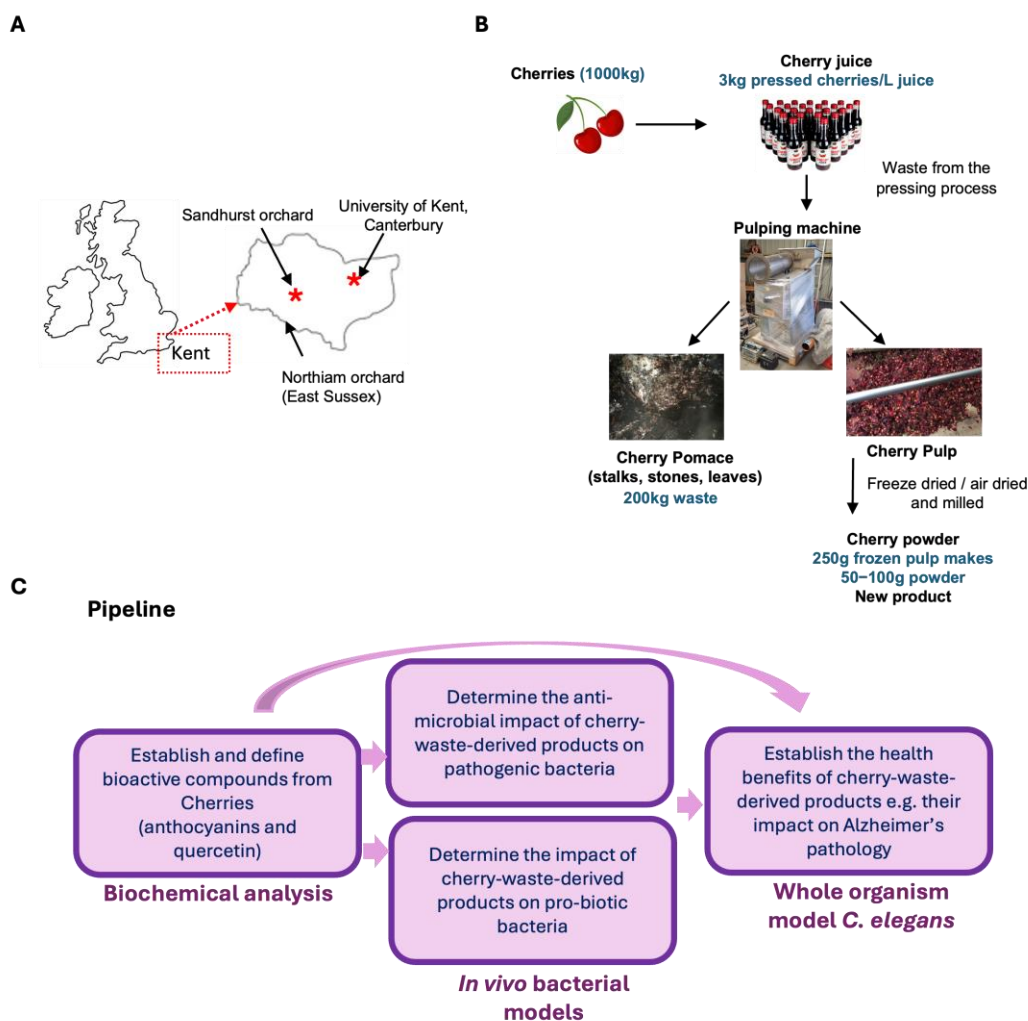 A
Sandhurst orchard
University of Kent,
Canterbury
*
*
Kent
Northiam orchard
(East Sussex)
B
Cherries (1000kg)
Cherry juice
3kg pressed cherries/L juice
Waste from the
pressing process
Pulping machine
Cherry Pomace
(stalks, stones, leaves)
200kg waste
Cherry Pulp
Freeze dried / air dried
and milled
Cherry powder
250g frozen pulp makes
50–100g powder
New product
C
Pipeline
Establish and define
bioactive compounds from
Cherries
(anthocyanins and
quercetin)
Biochemical analysis
Determine the anti-
microbial impact of cherry-
waste-derived products on
pathogenic bacteria
Determine the impact of
cherry-waste-derived
products on pro-biotic
bacteria
In vivo bacterial
models
Establish the health
benefits of cherry-waste-
derived products e.g. their
impact on Alzheimer's
pathology
Whole organism
model C. elegans